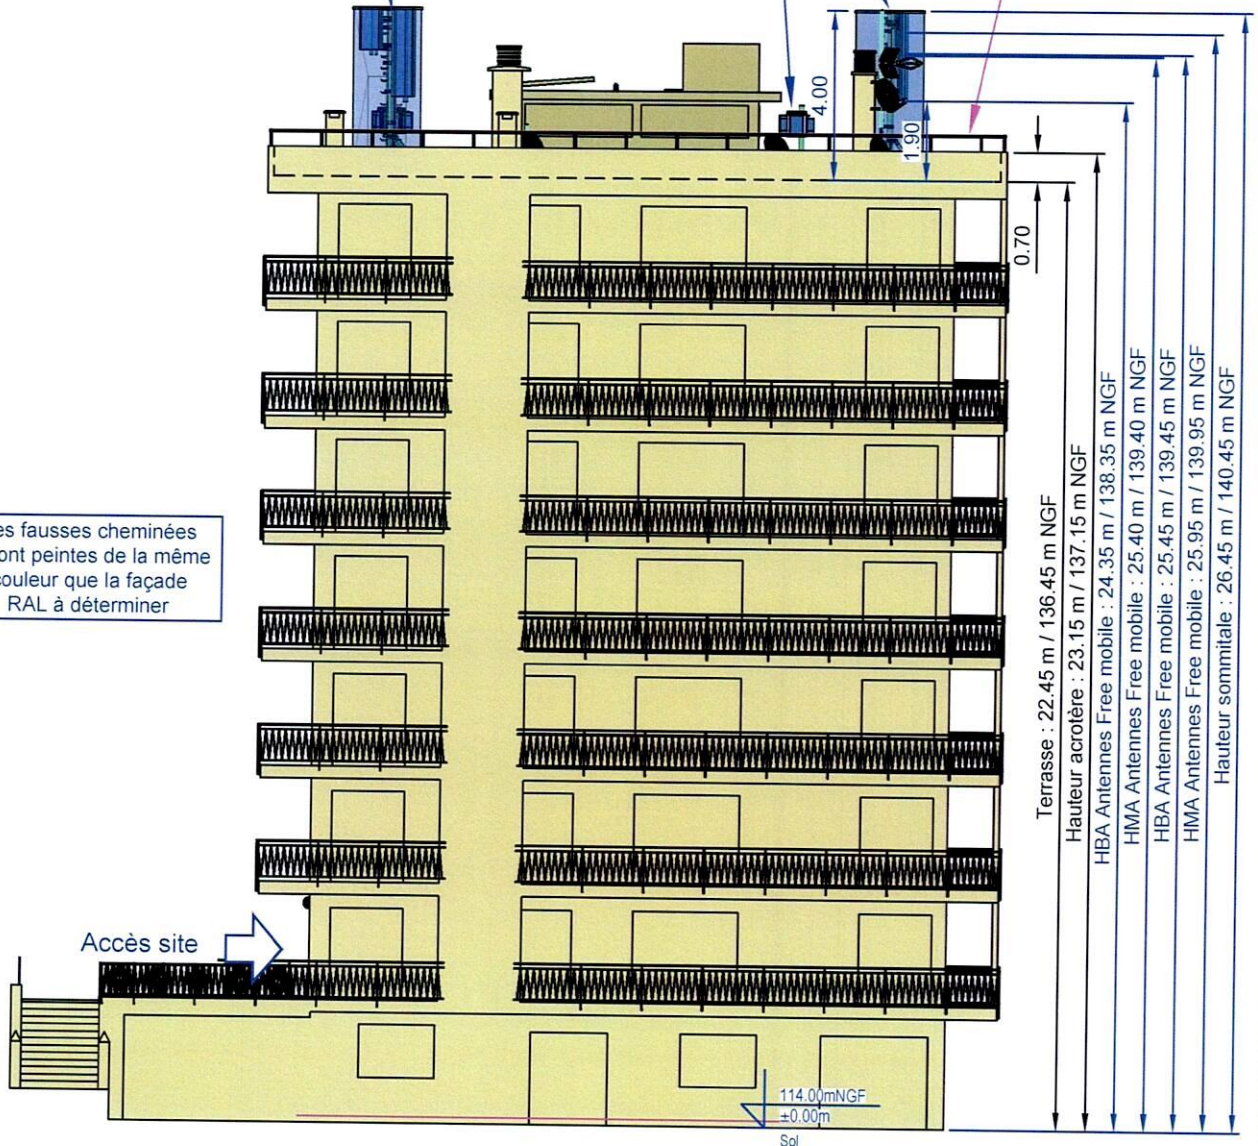 4.00
1.90
0.70
Terrasse : 22.45 m / 136.45 m NGF
Hauteur acrotère : 23.15 m / 137.15 m NGF
HBA Antennes Free mobile : 24.35 m / 138.35 m NGF
HMA Antennes Free mobile : 25.40 m / 139.40 m NGF
HBA Antennes Free mobile : 25.45 m / 139.45 m NGF
HMA Antennes Free mobile : 25.95 m / 139.95 m NGF
Hauteur sommitale : 26.45 m / 140.45 m NGF
es fausses cheminées
ont peintes de la même
couleur que la façade
RAL à déterminer
Accès site
114.00mNGF
±0.00m
Sol